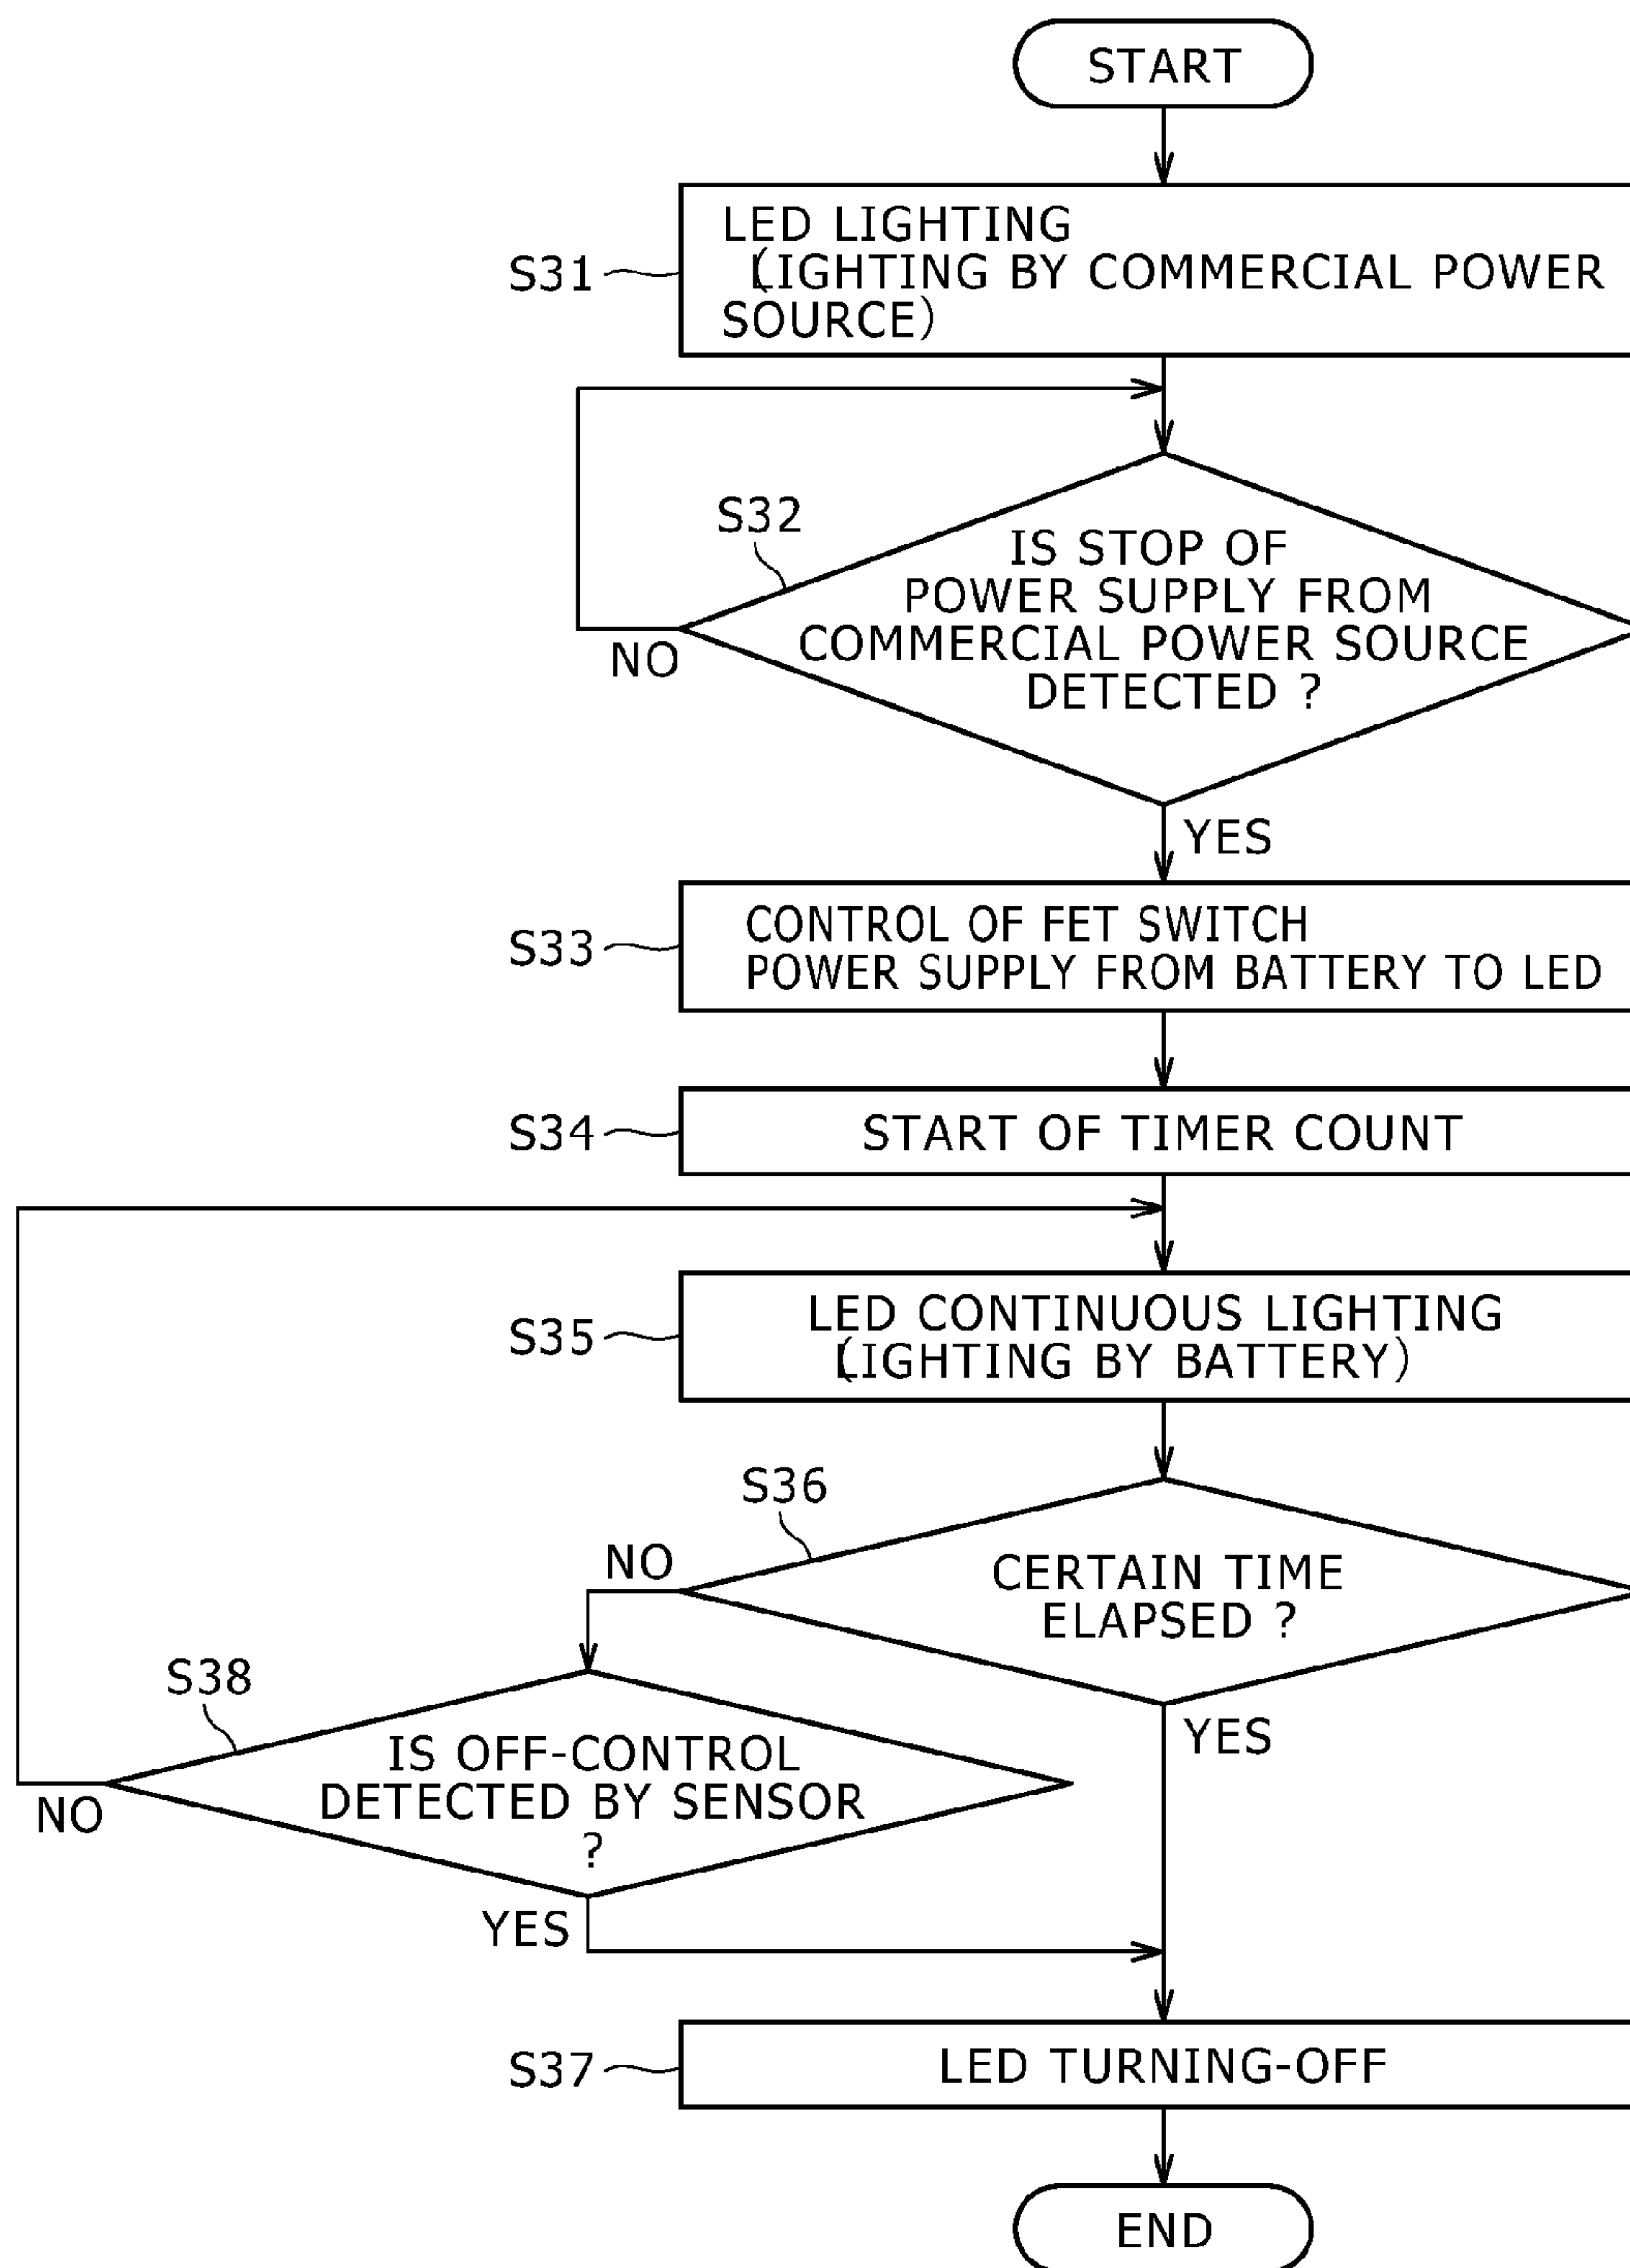 START
S31
LED LIGHTING
(LIGHTING BY COMMERCIAL POWER
SOURCE)
S32
IS STOP OF
POWER SUPPLY FROM
COMMERCIAL POWER SOURCE
DETECTED ?
NO
YES
S33
CONTROL OF FET SWITCH
POWER SUPPLY FROM BATTERY TO LED
S34
START OF TIMER COUNT
S35
LED CONTINUOUS LIGHTING
(LIGHTING BY BATTERY)
S36
NO
CERTAIN TIME
ELAPSED ?
YES
S38
IS OFF-CONTROL
DETECTED BY SENSOR
?
NO
YES
S37
LED TURNING-OFF
END